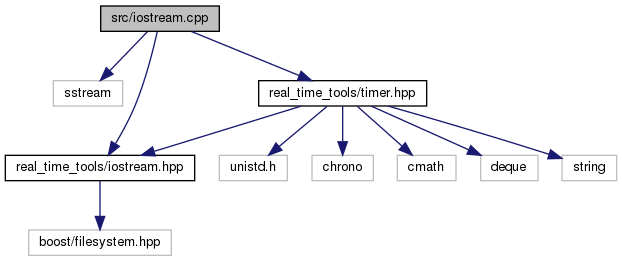 src/iostream.cpp
sstream
real_time_tools/timer.hpp
real_time_tools/iostream.hpp
unistd.h
chrono
cmath
deque
string
boost/filesystem.hpp